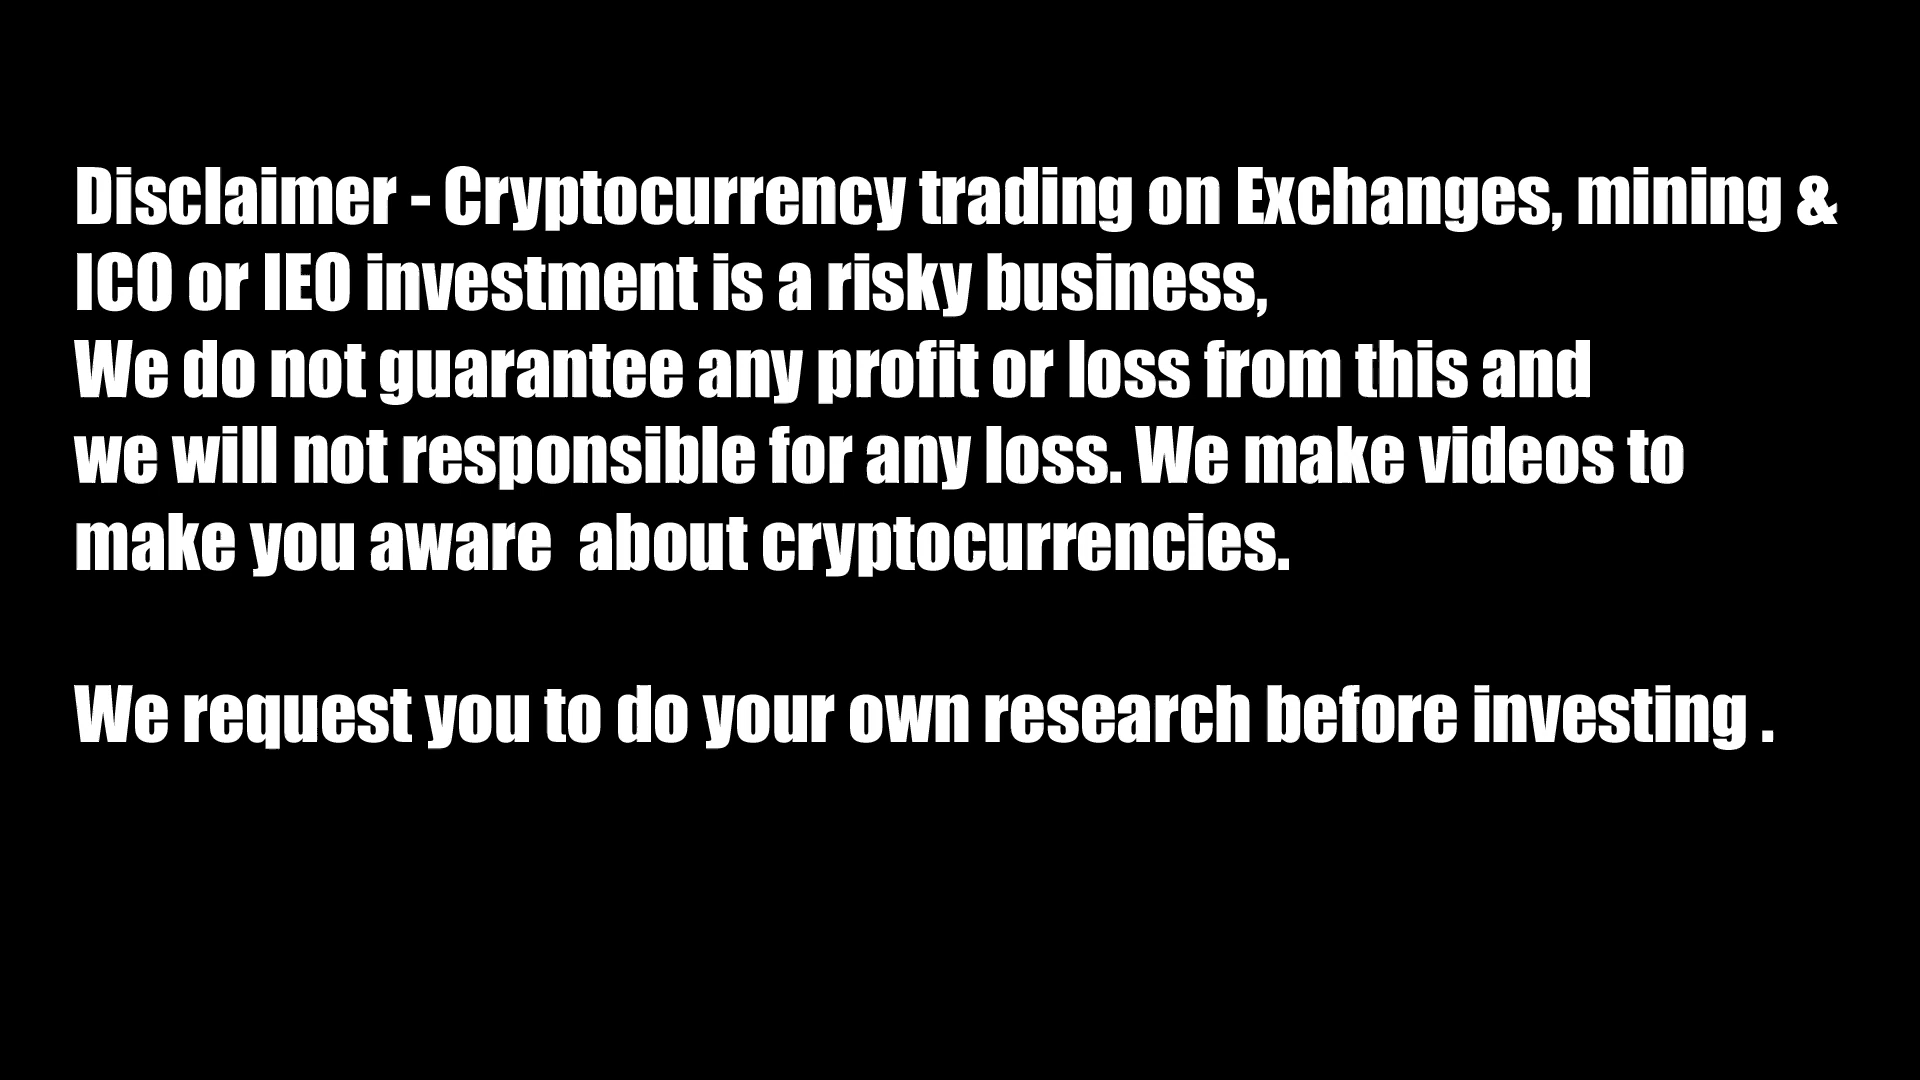 Disclaimer - Cryptocurrency trading on Exchanges, mining &
ICO or IEO investment is a risky business,
We do not guarantee any profit or loss from this and
we will not responsible for any loss. We make videos to
make you aware  about cryptocurrencies.
We request you to do your own research before investing .